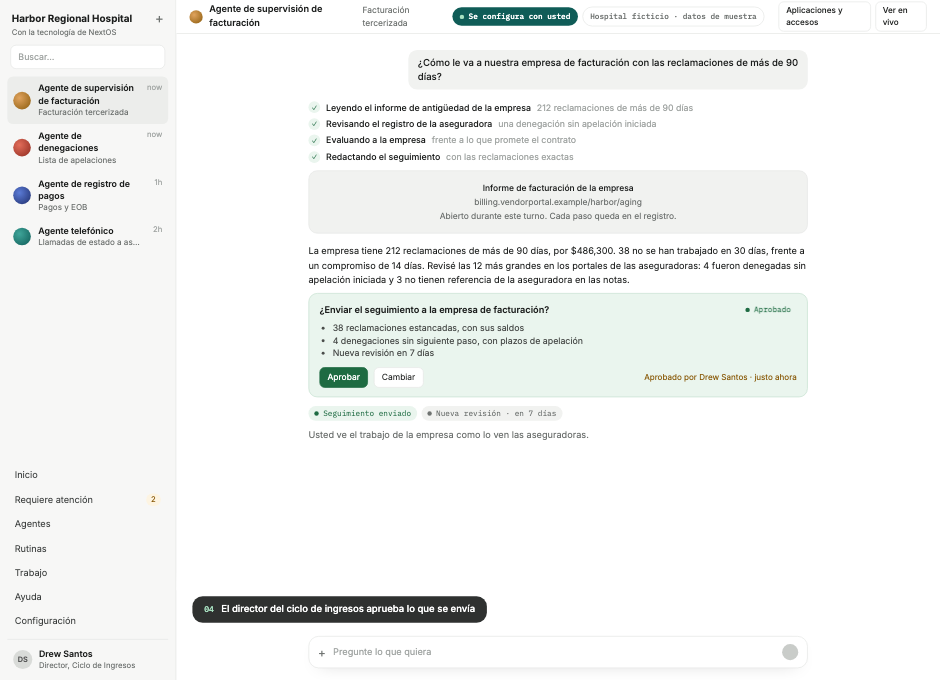 Harbor Regional Hospital
+
Con la tecnología de NextOS
Buscar...
Agente de supervisión de facturación
now
Facturación tercerizada
Agente de denegaciones
now
Lista de apelaciones
Agente de registro de pagos
1h
Pagos y EOB
Agente telefónico
2h
Llamadas de estado a as...
Inicio
Requiere atención
2
Agentes
Rutinas
Trabajo
Ayuda
Configuración
DS
Drew Santos
Director, Ciclo de Ingresos
Agente de supervisión de facturación
Facturación tercerizada
Se configura con usted
Hospital ficticio · datos de muestra
Aplicaciones y accesos
Ver en vivo
¿Cómo le va a nuestra empresa de facturación con las reclamaciones de más de 90
días?
✓ Leyendo el informe de antigüedad de la empresa 212 reclamaciones de más de 90 días
✓ Revisando el registro de la aseguradora una denegación sin apelación iniciada
✓ Evaluando a la empresa frente a lo que promete el contrato
✓ Redactando el seguimiento con las reclamaciones exactas
Informe de facturación de la empresa
billing.vendorportal.example/harbor/aging
Abierto durante este turno. Cada paso queda en el registro.
La empresa tiene 212 reclamaciones de más de 90 días, por $486,300. 38 no se han trabajado en 30 días, frente a
un compromiso de 14 días. Revisé las 12 más grandes en los portales de las aseguradoras: 4 fueron denegadas sin
apelación iniciada y 3 no tienen referencia de la aseguradora en las notas.
¿Enviar el seguimiento a la empresa de facturación?
Aprobado
• 38 reclamaciones estancadas, con sus saldos
• 4 denegaciones sin siguiente paso, con plazos de apelación
• Nueva revisión en 7 días
Aprobar
Cambiar
Aprobado por Drew Santos · justo ahora
Seguimiento enviado
Nueva revisión · en 7 días
Usted ve el trabajo de la empresa como lo ven las aseguradoras.
04 El director del ciclo de ingresos aprueba lo que se envía
+ Pregunte lo que quiera